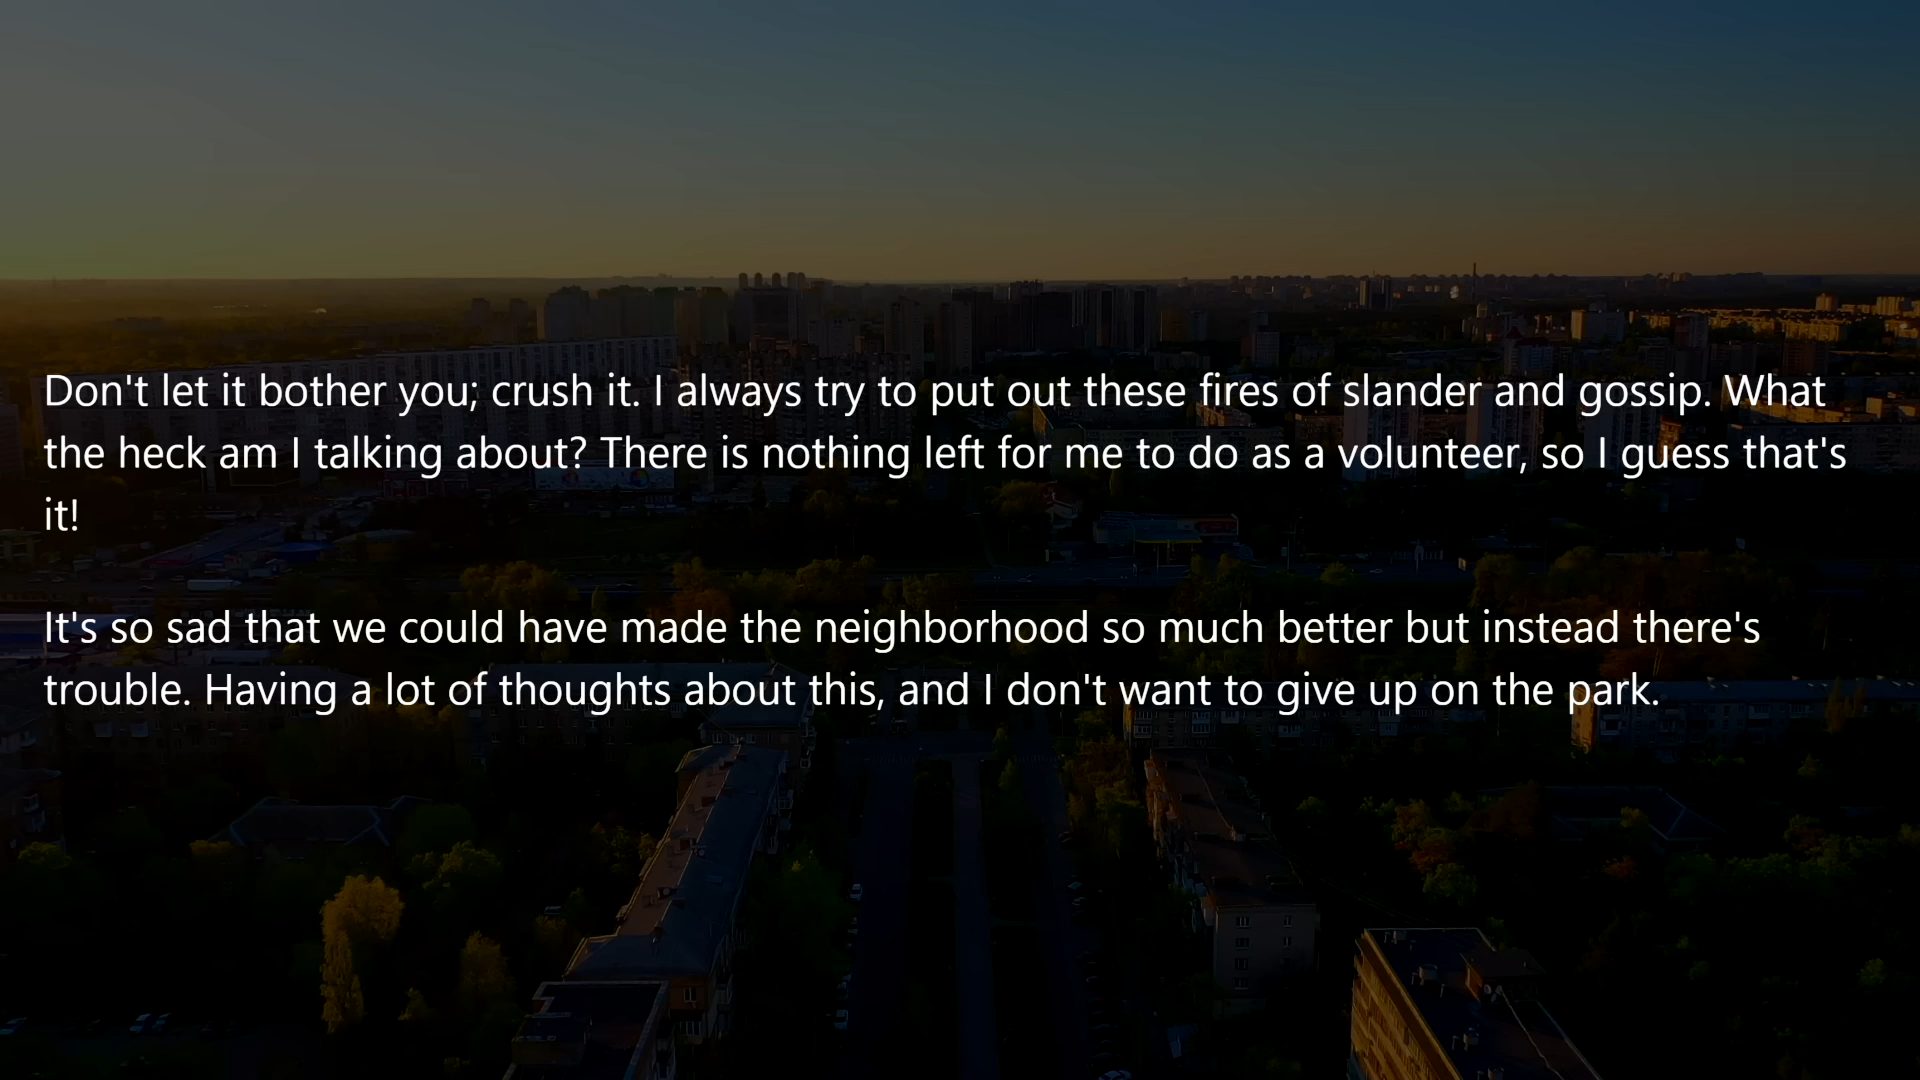 Don't let it bother you; crush it. I always try to put out these fires of slander and gossip. What
the heck am I talking about? There is nothing left for me to do as a volunteer, so I guess that's
it!
It's so sad that we could have made the neighborhood so much better but instead there's
trouble. Having a lot of thoughts about this, and I don't want to give up on the park.